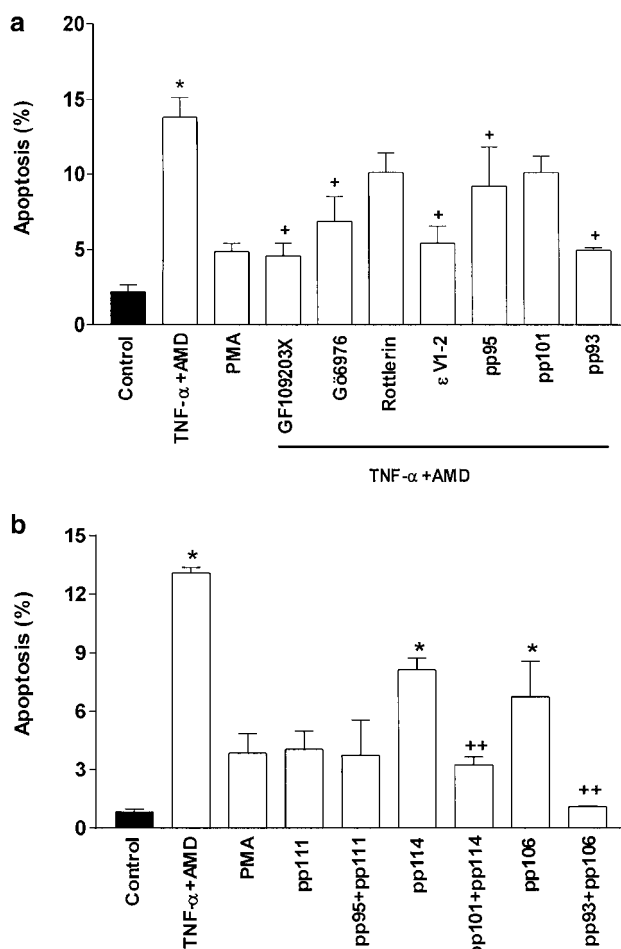 a
Apoptosis (%)
20
15
10
5
0
*
+
+
+
+
+
Control
TNF-α +AMD
PMA
GF109203X
Gö6976
Rottlerin
ε V1-2
pp95
pp101
pp93
TNF-α +AMD
b
Apoptosis (%)
15
12
9
6
3
0
*
*
++
*
++
Control
TNF-α+AMD
PMA
pp111
pp95+pp111
pp114
pp101+pp114
pp106
pp93+pp106